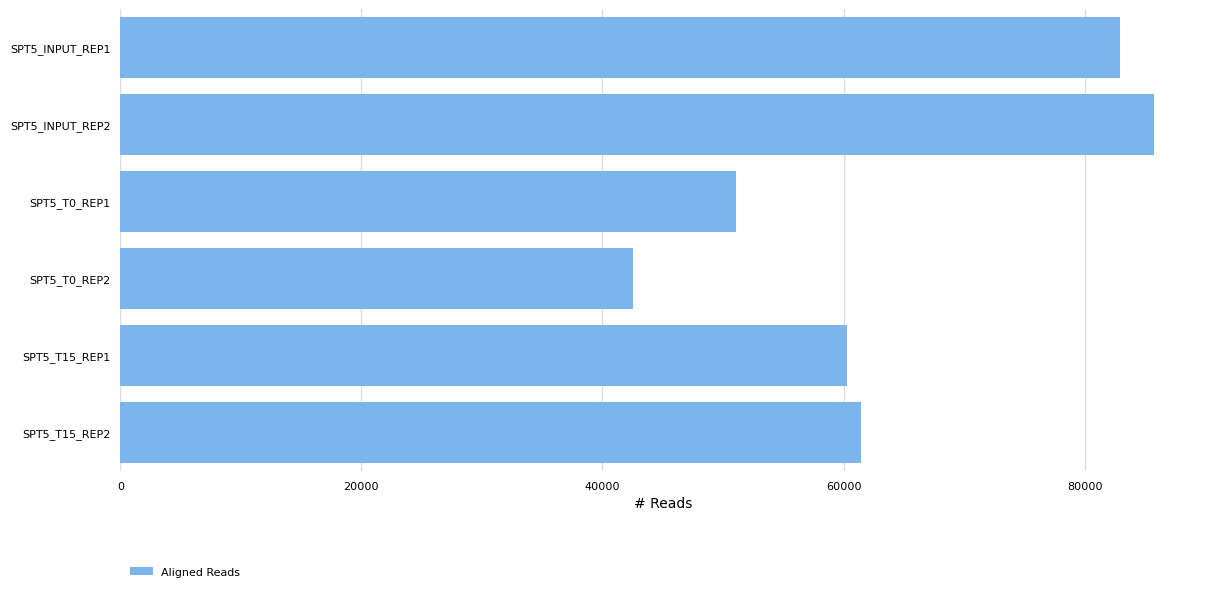 SPT5_INPUT_REP1
SPT5_INPUT_REP2
SPT5_T0_REP1
SPT5_T0_REP2
SPT5_T15_REP1
SPT5_T15_REP2
0 20000 40000 60000 80000
# Reads
Aligned Reads